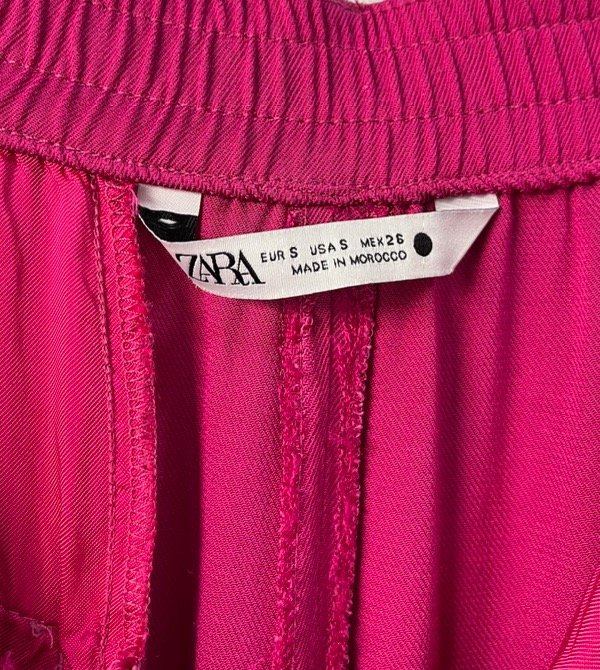 ZARA EUR S USA S MEX 26
MADE IN MOROCCO